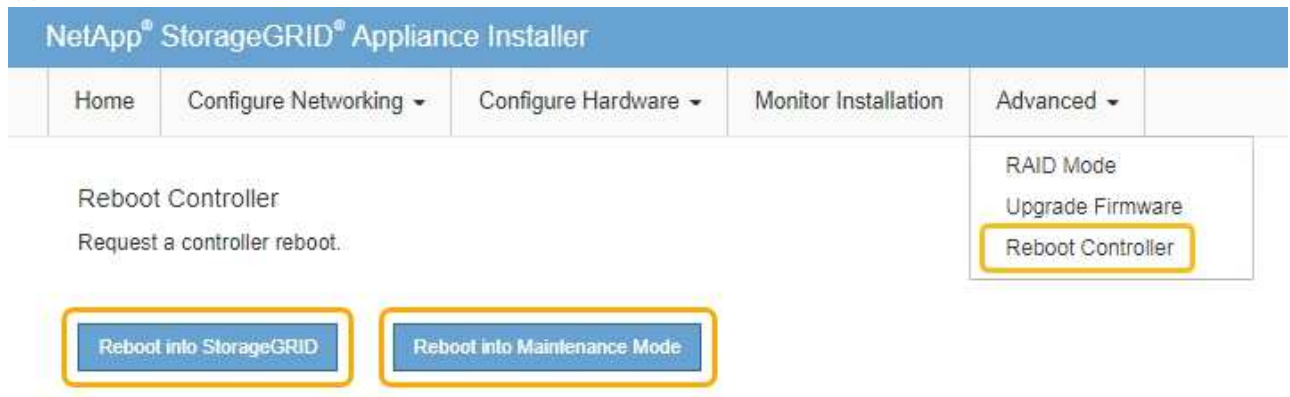 NetApp® StorageGRID® Appliance Installer
Home Configure Networking Configure Hardware Monitor Installation Advanced
RAID Mode
Upgrade Firmware
Reboot Controller
Reboot Controller
Request a controller reboot.
Reboot into StorageGRID Reboot into Maintenance Mode